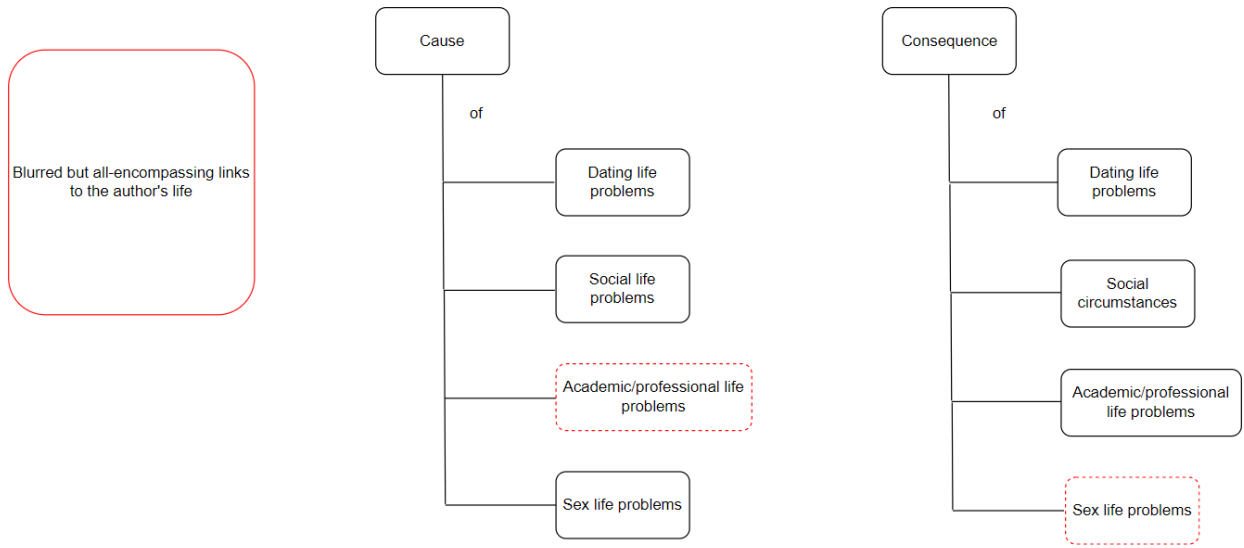 Blurred but all-encompassing links
to the author's life
Cause
of
Dating life
problems
Social life
problems
Academic/professional life
problems
Sex life problems
Consequence
of
Dating life
problems
Social
circumstances
Academic/professional
life problems
Sex life problems